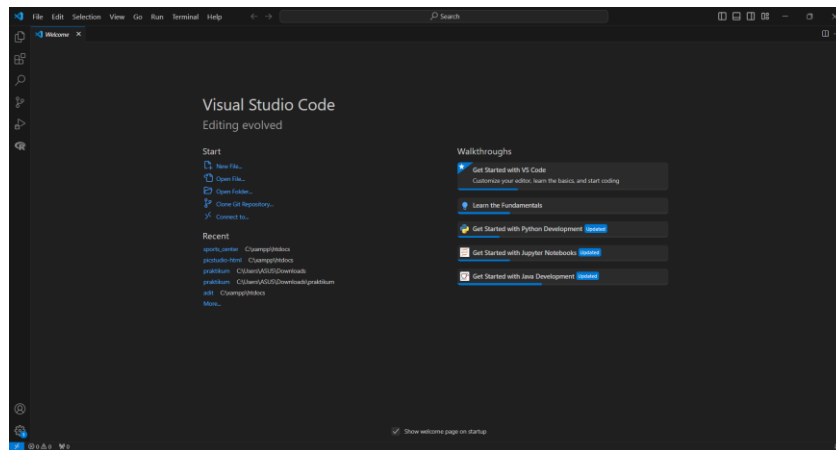 File Edit Selection View Go Run Terminal Help
Search
Welcome
Visual Studio Code
Editing evolved
Start
New File...
Open File...
Open Folder...
Clone Git Repository...
Connect to...
Recent
sports_center C:\xampp\htdocs
picstudio-html C:\xampp\htdocs
praktikum C:\Users\ASUS\Downloads
praktikum C:\Users\ASUS\Downloads\praktikum
edit C:\xampp\htdocs
More...
Walkthroughs
Get Started with VS Code
Customize your editor, learn the basics, and start coding
Learn the Fundamentals
Get Started with Python Development Updated
Get Started with Jupyter Notebooks Updated
Get Started with Java Development Updated
Show welcome page on startup
0 0 0